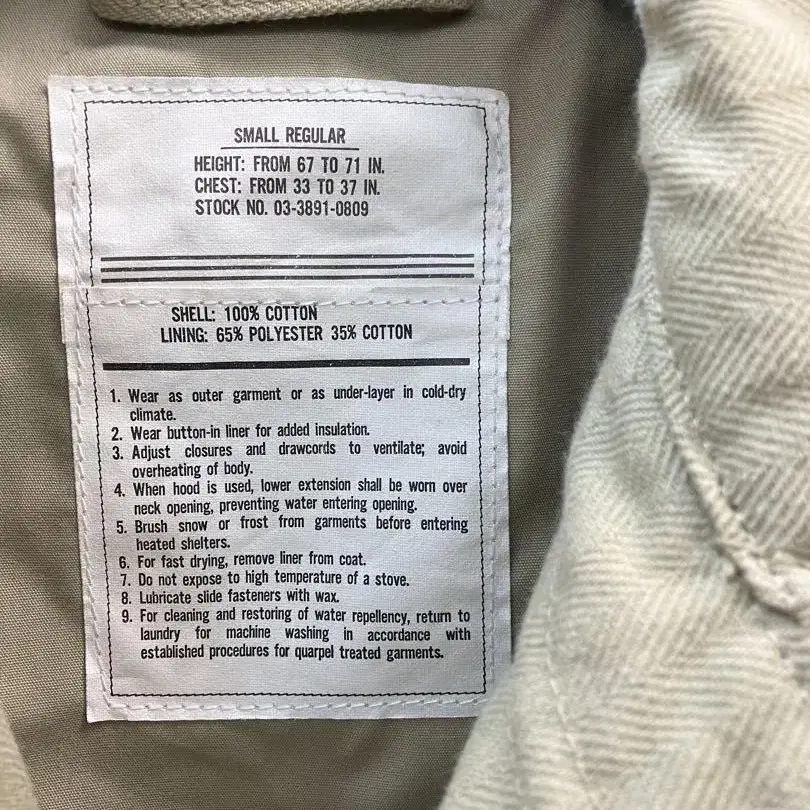 SMALL REGULAR
HEIGHT: FROM 67 TO 71 IN.
CHEST: FROM 33 TO 37 IN.
STOCK NO. 03-3891-0809
SHELL: 100% COTTON
LINING: 65% POLYESTER 35% COTTON
1. Wear as outer garment or as under-layer in cold-dry
climate.
2. Wear button-in liner for added insulation.
3. Adjust closures and drawcords to ventilate; avoid
overheating of body.
4. When hood is used, lower extension shall be worn over
neck opening, preventing water entering opening.
5. Brush snow or frost from garments before entering
heated shelters.
6. For fast drying, remove liner from coat.
7. Do not expose to high temperature of a stove.
8. Lubricate slide fasteners with wax.
9. For cleaning and restoring of water repellency, return to
laundry for machine washing in accordance with
established procedures for quarpel treated garments.